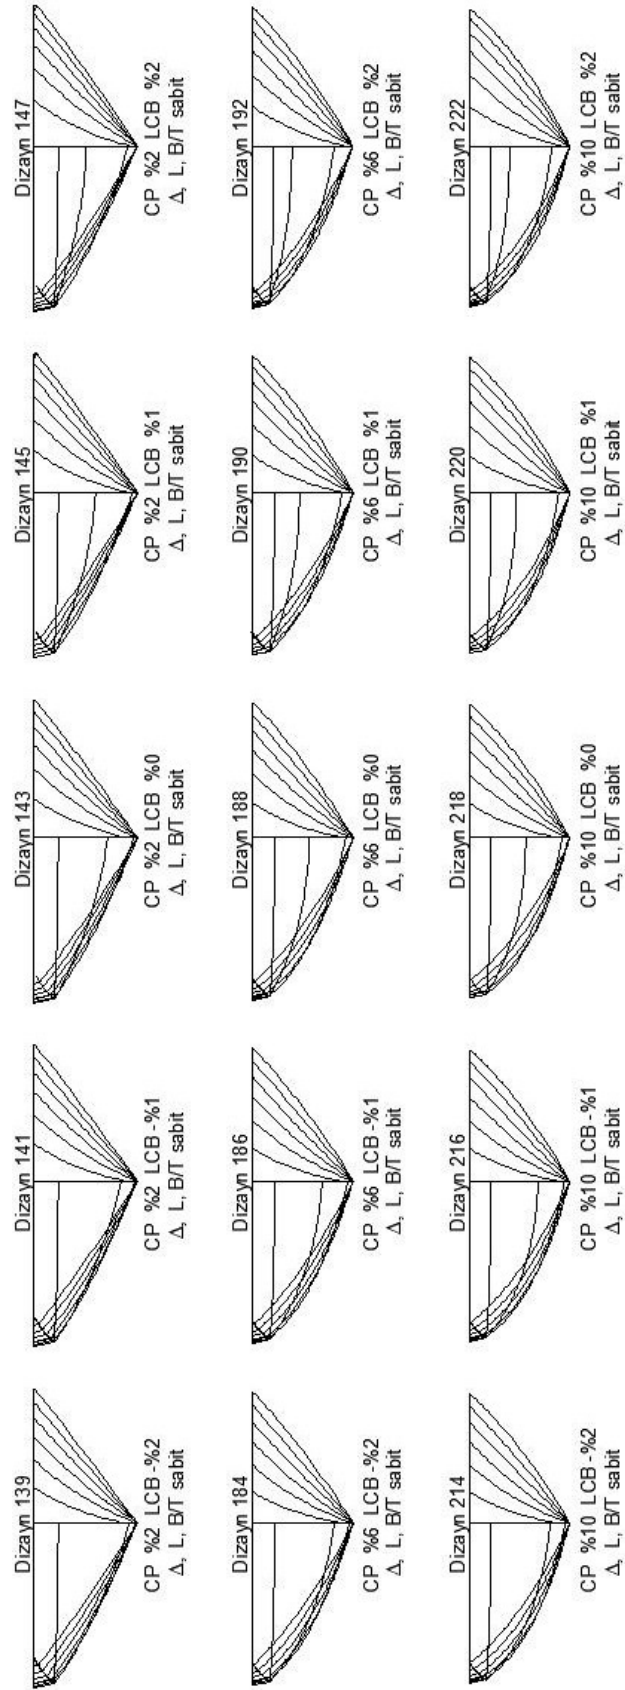 Dizayn 139
CP %2 LCB -%2
Δ, L, B/T sabit
Dizayn 141
CP %2 LCB -%1
Δ, L, B/T sabit
Dizayn 143
CP %2 LCB %0
Δ, L, B/T sabit
Dizayn 145
CP %2 LCB %1
Δ, L, B/T sabit
Dizayn 147
CP %2 LCB %2
Δ, L, B/T sabit
Dizayn 184
CP %6 LCB -%2
Δ, L, B/T sabit
Dizayn 186
CP %6 LCB -%1
Δ, L, B/T sabit
Dizayn 188
CP %6 LCB %0
Δ, L, B/T sabit
Dizayn 190
CP %6 LCB %1
Δ, L, B/T sabit
Dizayn 192
CP %6 LCB %2
Δ, L, B/T sabit
Dizayn 214
CP %10 LCB -%2
Δ, L, B/T sabit
Dizayn 216
CP %10 LCB -%1
Δ, L, B/T sabit
Dizayn 218
CP %10 LCB %0
Δ, L, B/T sabit
Dizayn 220
CP %10 LCB %1
Δ, L, B/T sabit
Dizayn 222
CP %10 LCB %2
Δ, L, B/T sabit